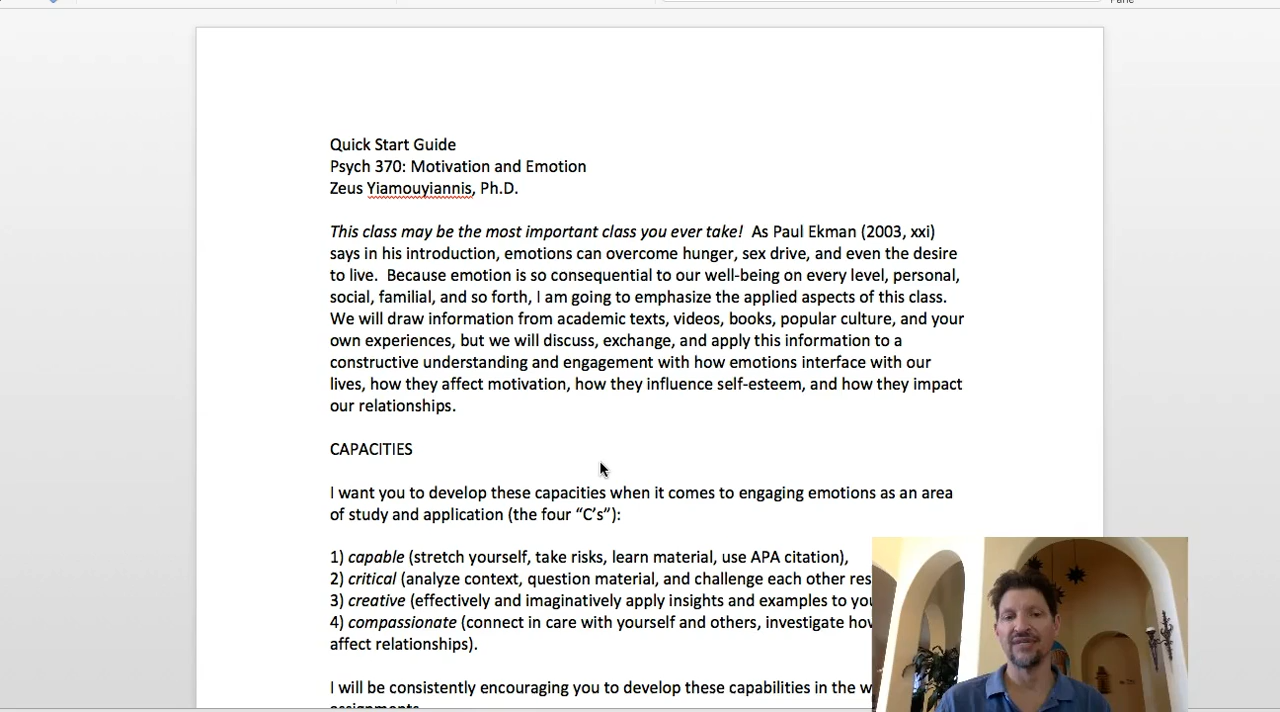 Quick Start Guide
Psych 370: Motivation and Emotion
Zeus Yiamouyiannis, Ph.D.
This class may be the most important class you ever take! As Paul Ekman (2003, xxi)
says in his introduction, emotions can overcome hunger, sex drive, and even the desire
to live. Because emotion is so consequential to our well-being on every level, personal,
social, familial, and so forth, I am going to emphasize the applied aspects of this class.
We will draw information from academic texts, videos, books, popular culture, and your
own experiences, but we will discuss, exchange, and apply this information to a
constructive understanding and engagement with how emotions interface with our
lives, how they affect motivation, how they influence self-esteem, and how they impact
our relationships.
CAPACITIES
I want you to develop these capacities when it comes to engaging emotions as an area
of study and application (the four “C’s”):
1) capable (stretch yourself, take risks, learn material, use APA citation),
2) critical (analyze context, question material, and challenge each other res
3) creative (effectively and imaginatively apply insights and examples to you
4) compassionate (connect in care with yourself and others, investigate how
affect relationships).
I will be consistently encouraging you to develop these capabilities in the w